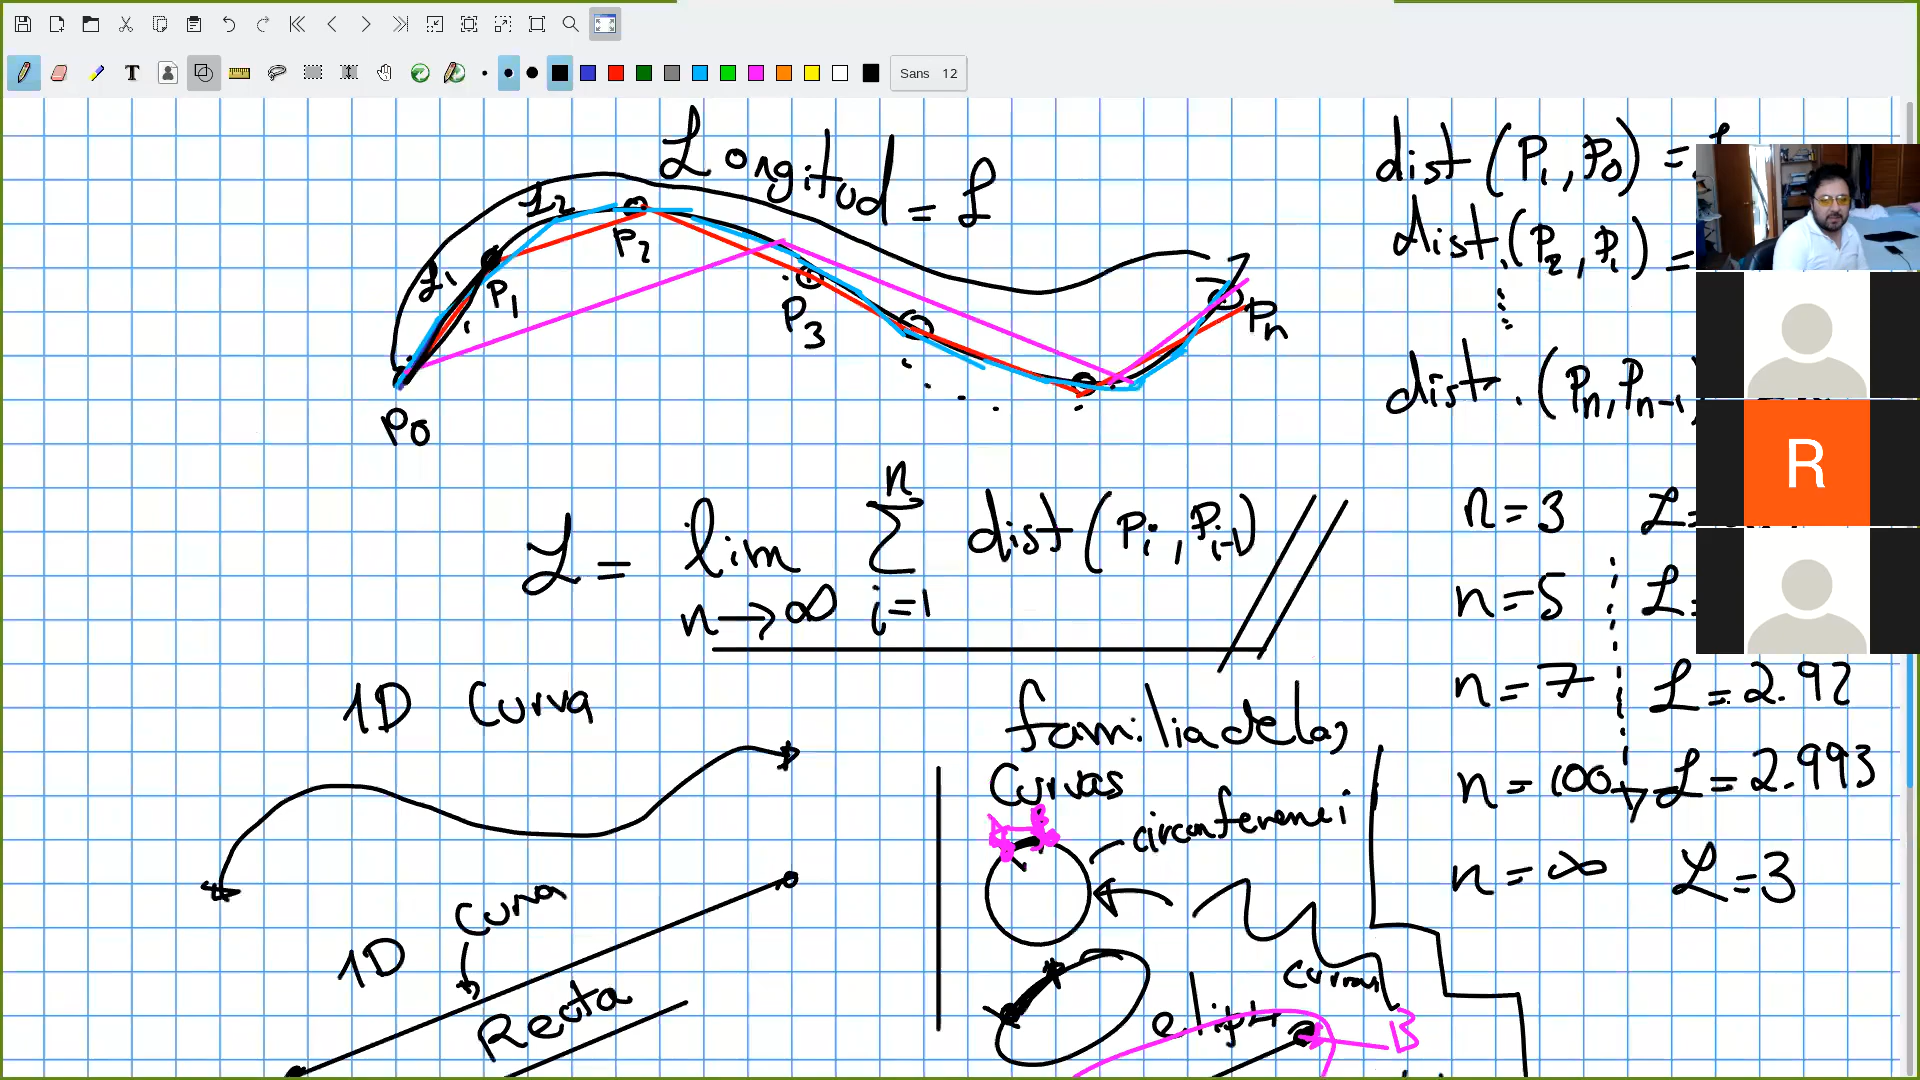 Sans 12
Longitud = L
dist (P1, P0) =
dist. (P2, P1) =
dist. (Pn, Pn-1
L1
L2
P0
P1
P2
P3
Pn
L = lim n→∞ n Σ i=1 dist (Pi, Pi-1)
R
n = 3 L =
n = 5 L =
n = 7 L = 2.92
n = 100 L = 2.993
n = ∞ L = 3
1D Curva
familia de las
Curvas
A B
circunferenci
1D Curva
Recta
Curvas
B